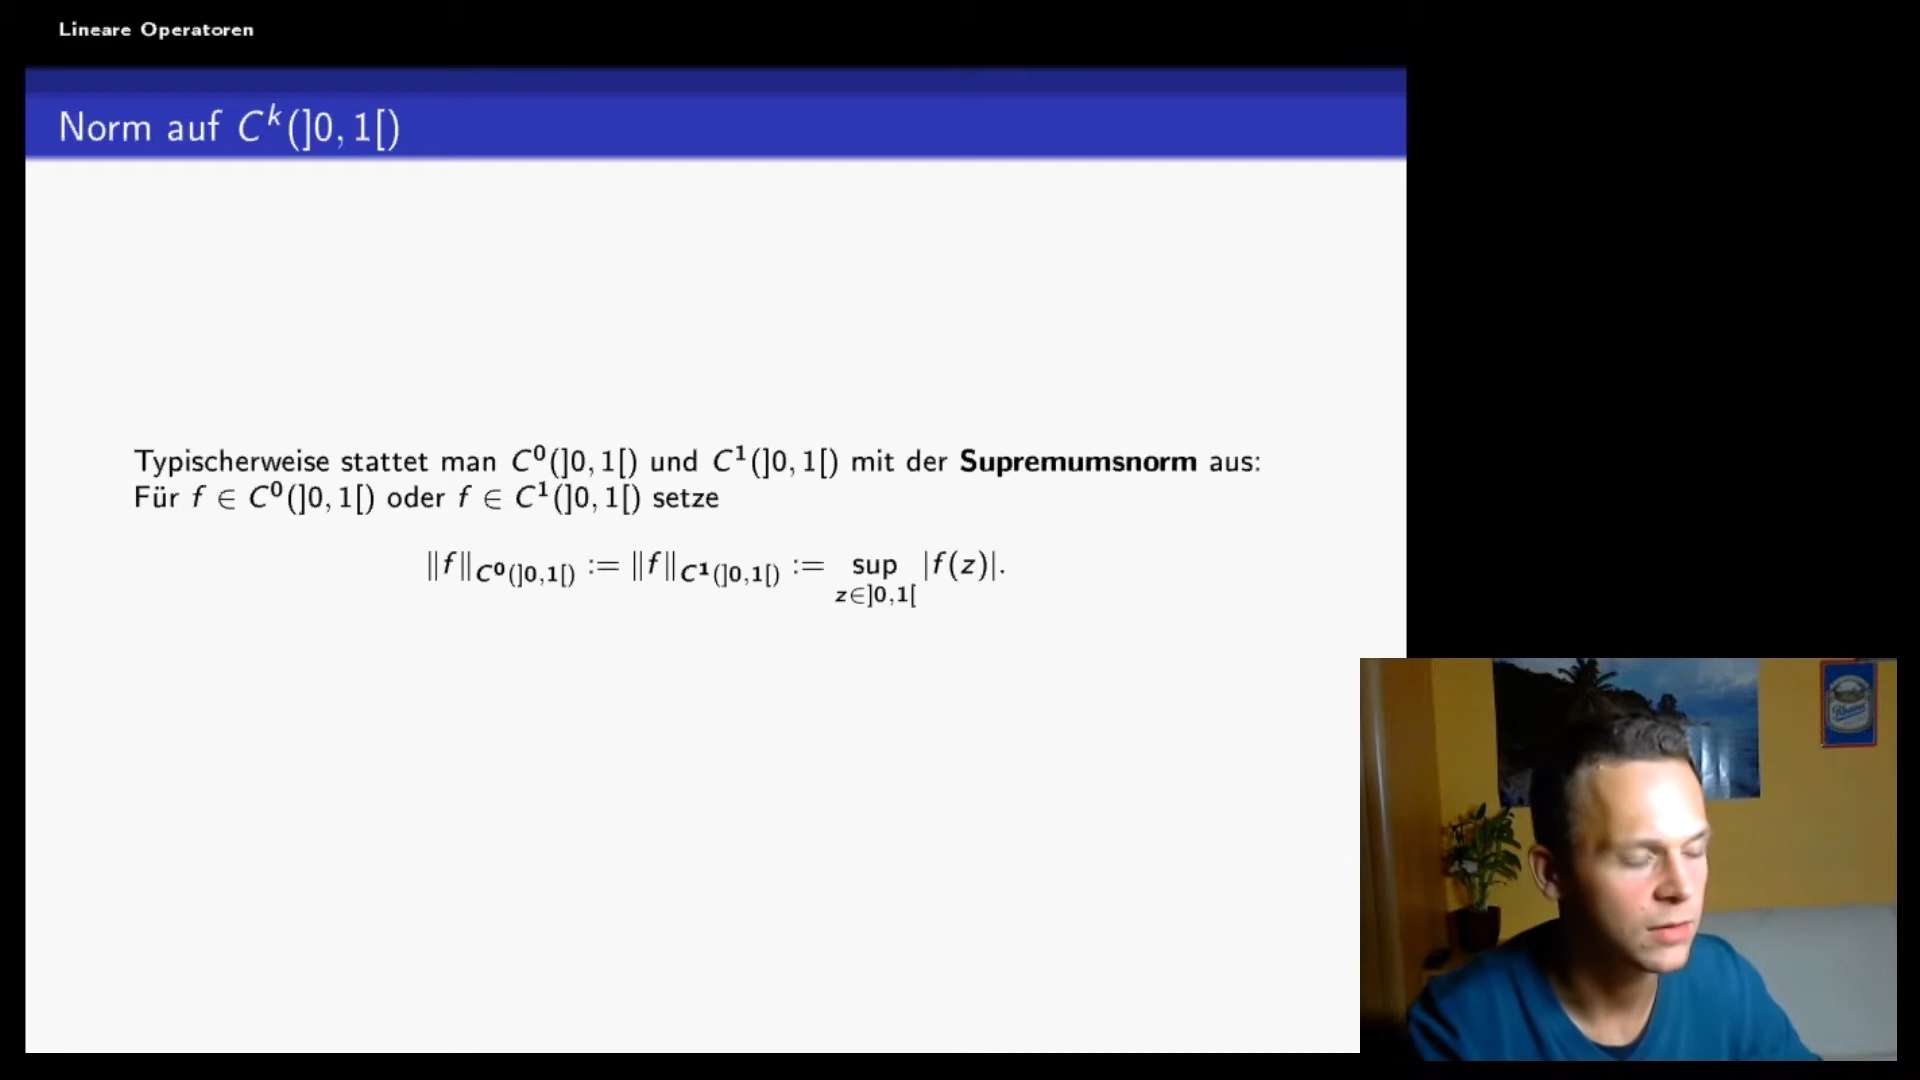 Lineare Operatoren
Norm auf C^k(]0, 1[)
Typischerweise stattet man C^0(]0, 1[) und C^1(]0, 1[) mit der Supremumsnorm aus:
Für f ∈ C^0(]0, 1[) oder f ∈ C^1(]0, 1[) setze
‖f‖_{C^0(]0,1[)} := ‖f‖_{C^1(]0,1[)} := sup_{z∈]0,1[} |f(z)|.